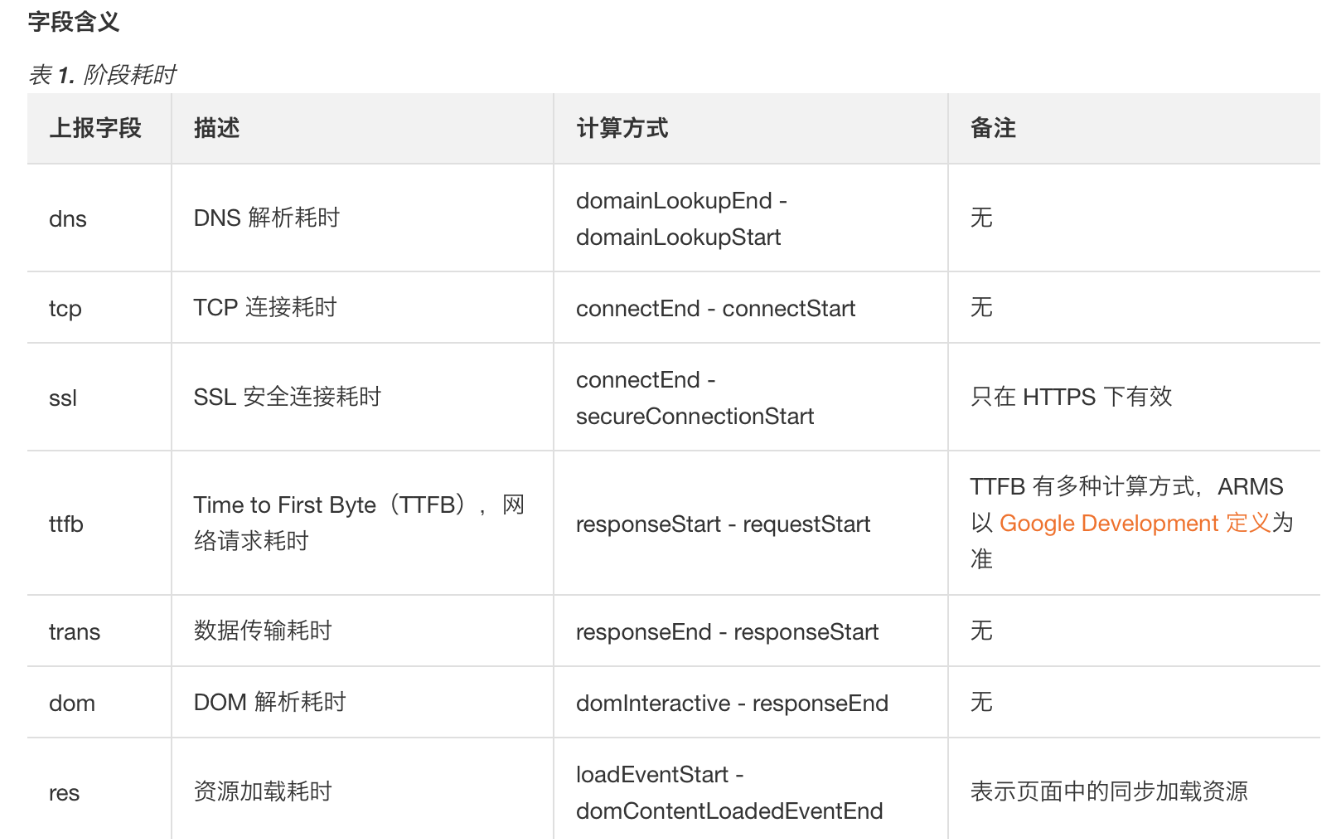 字段含义
表 1. 阶段耗时
上报字段 描述 计算方式 备注
dns DNS 解析耗时 domainLookupEnd - 无
domainLookupStart
tcp TCP 连接耗时 connectEnd - connectStart 无
ssl SSL 安全连接耗时 connectEnd - 只在 HTTPS 下有效
secureConnectionStart
TTFB 有多种计算方式，ARMS
ttfb Time to First Byte（TTFB），网 responseStart - requestStart 以 Google Development 定义为
络请求耗时 准
trans 数据传输耗时 responseEnd - responseStart 无
dom DOM 解析耗时 domInteractive - responseEnd 无
res 资源加载耗时 loadEventStart - 表示页面中的同步加载资源
domContentLoadedEventEnd